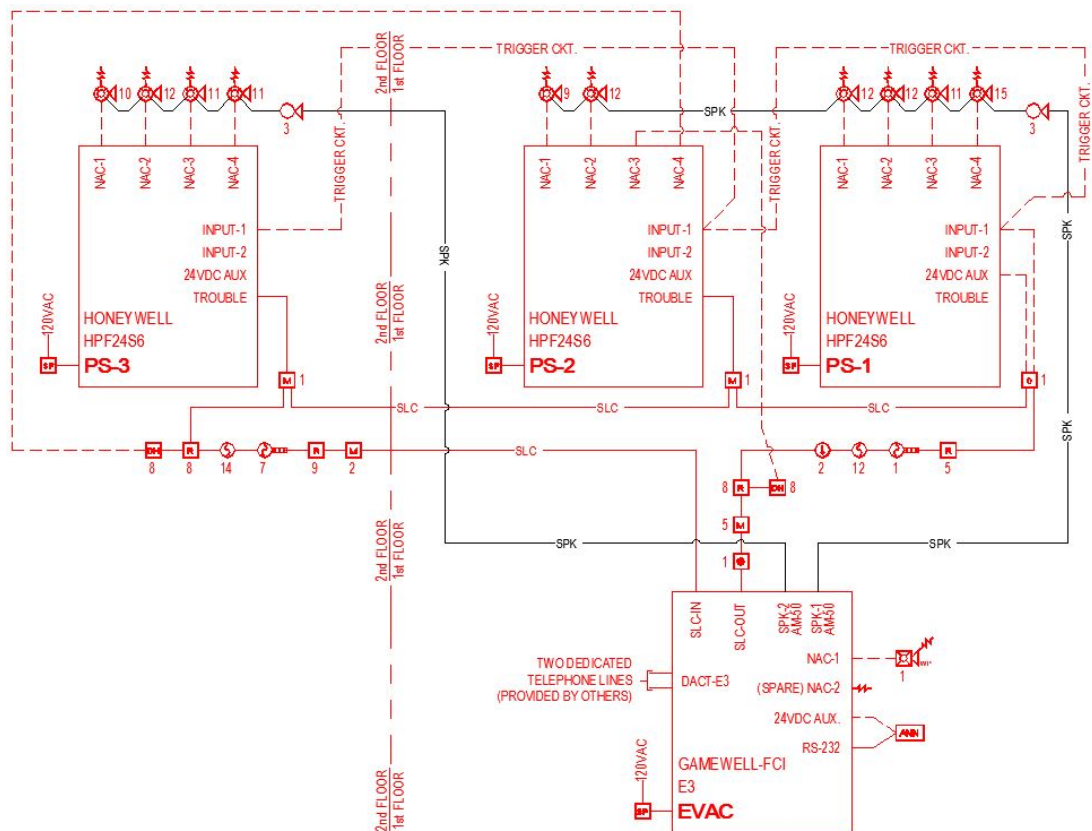 2nd FLOOR
1st FLOOR
TRIGGER CKT.
TRIGGER CKT.
10
12
11
11
3
9
12
SPK
12
12
11
15
3
TRIGGER CKT.
TRIGGER CKT.
TRIGGER CKT.
NAC-1
NAC-2
NAC-3
NAC-4
INPUT-1
INPUT-2
24VDC AUX
TROUBLE
HONEYWELL
HPF24S6
PS-3
120VAC
SP
SPK
2nd FLOOR
1st FLOOR
NAC-1
NAC-2
NAC-3
NAC-4
INPUT-1
INPUT-2
24VDC AUX
TROUBLE
HONEYWELL
HPF24S6
PS-2
120VAC
SP
NAC-1
NAC-2
NAC-3
NAC-4
INPUT-1
INPUT-2
24VDC AUX
TROUBLE
HONEYWELL
HPF24S6
PS-1
120VAC
SP
SPK
M
1
M
1
1
SLC
SLC
SLC
DH
R
R
M
8
8
14
7
9
2
SLC
R
2
12
1
5
8
R
DH
8
5
M
1
2nd FLOOR
1st FLOOR
SPK
SPK
SLC-IN
SLC-OUT
SPK-2
AM-50
SPK-1
AM-50
NAC-1
WP
1
TWO DEDICATED
TELEPHONE LINES
(PROVIDED BY OTHERS)
DACT-E3
(SPARE) NAC-2
24VDC AUX.
RS-232
ANN
GAMEWELL-FCI
E3
EVAC
120VAC
SP
2nd FLOOR
1st FLOOR